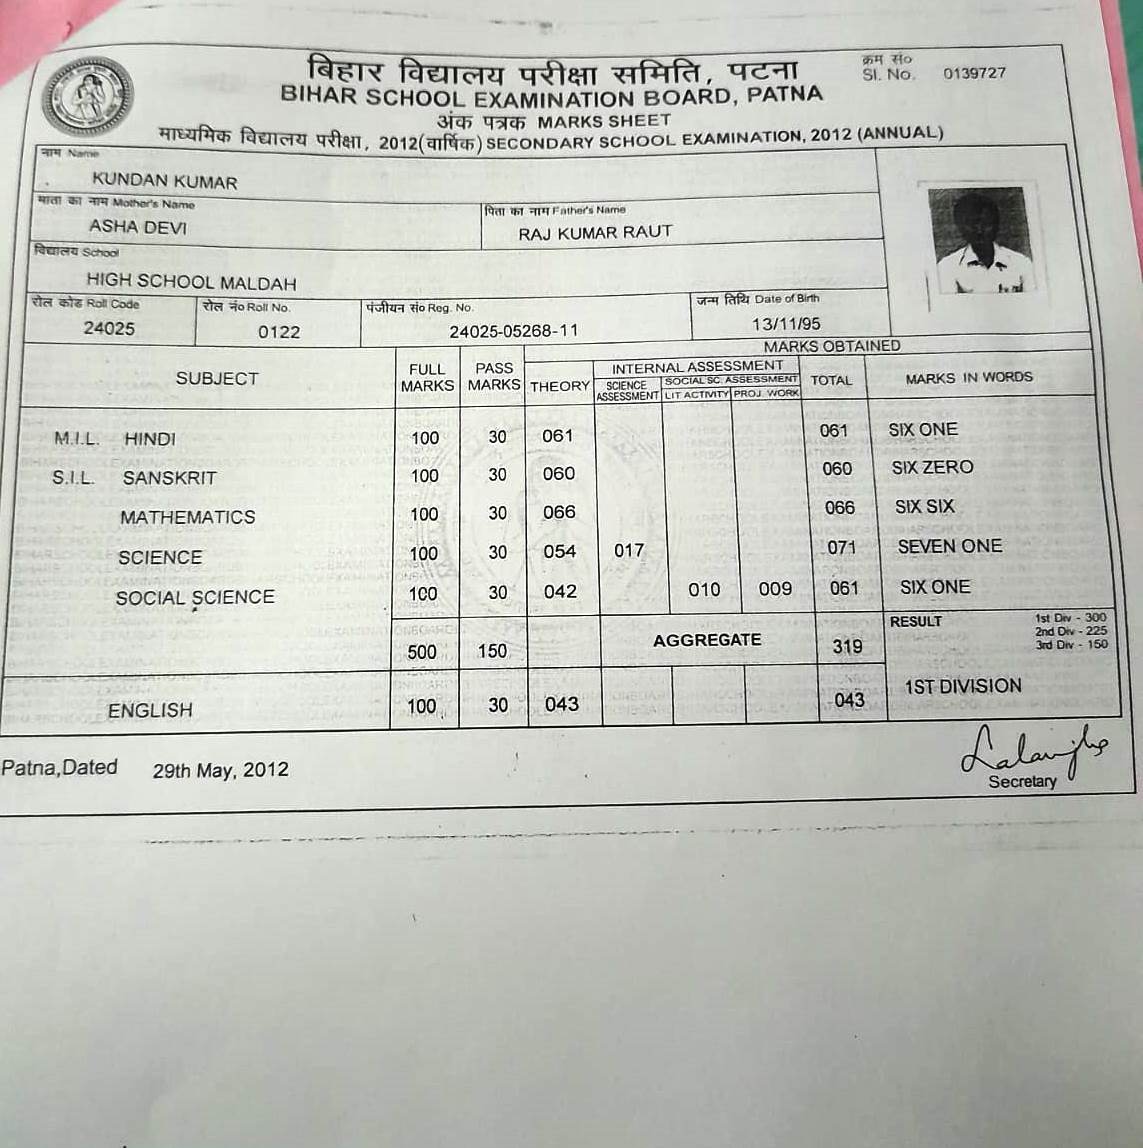 बिहार विद्यालय परीक्षा समिति, पटना
क्रम सं०
Sl. No. 0139727
BIHAR SCHOOL EXAMINATION BOARD, PATNA
अंक पत्रक MARKS SHEET
माध्यमिक विद्यालय परीक्षा, 2012(वार्षिक) SECONDARY SCHOOL EXAMINATION, 2012 (ANNUAL)
नाम Name
KUNDAN KUMAR
माता का नाम Mother's Name पिता का नाम Father's Name
ASHA DEVI RAJ KUMAR RAUT
विद्यालय School
HIGH SCHOOL MALDAH
रोल कोड Roll Code रोल नं० Roll No. पंजीयन सं० Reg. No. जन्म तिथि Date of Birth
24025 0122 24025-05268-11 13/11/95
MARKS OBTAINED
SUBJECT FULL MARKS PASS MARKS THEORY INTERNAL ASSESSMENT TOTAL MARKS IN WORDS
SCIENCE ASSESSMENT SOCIAL SC. ASSESSMENT
LIT ACTIVITY PROJ. WORK
M.I.L. HINDI 100 30 061 061 SIX ONE
S.I.L. SANSKRIT 100 30 060 060 SIX ZERO
MATHEMATICS 100 30 066 066 SIX SIX
SCIENCE 100 30 054 017 071 SEVEN ONE
SOCIAL SCIENCE 100 30 042 010 009 061 SIX ONE
500 150 AGGREGATE 319
RESULT
1st Div - 300
2nd Div - 225
3rd Div - 150
1ST DIVISION
ENGLISH 100 30 043 043
Patna,Dated 29th May, 2012
Secretary